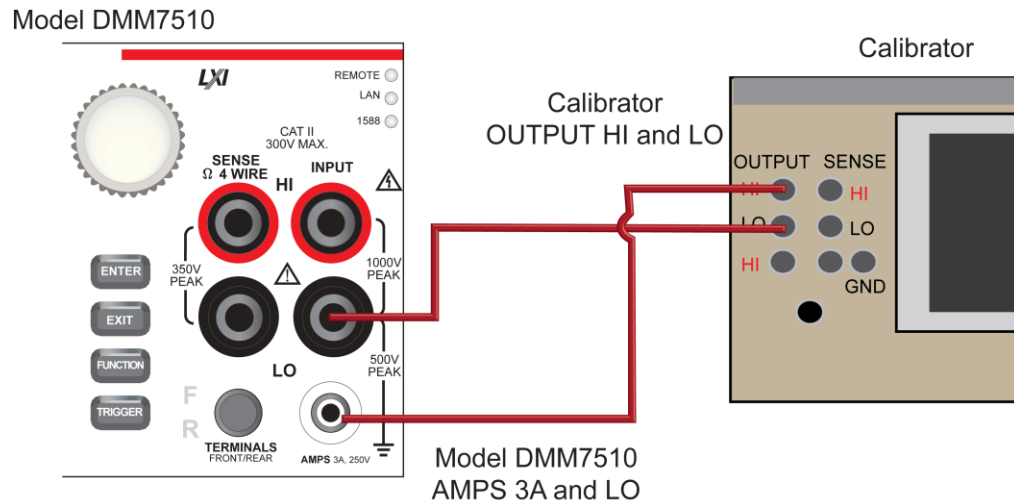 Model DMM7510
LXI
REMOTE
LAN
1588
CAT II
300V MAX.
SENSE
Ω 4 WIRE
HI
INPUT
350V
PEAK
1000V
PEAK
ENTER
EXIT
FUNCTION
TRIGGER
LO
500V
PEAK
F
R
TERMINALS
FRONT/REAR
AMPS 3A, 250V
Calibrator
OUTPUT HI and LO
Calibrator
OUTPUT SENSE
HI HI
LO LO
HI
GND
Model DMM7510
AMPS 3A and LO